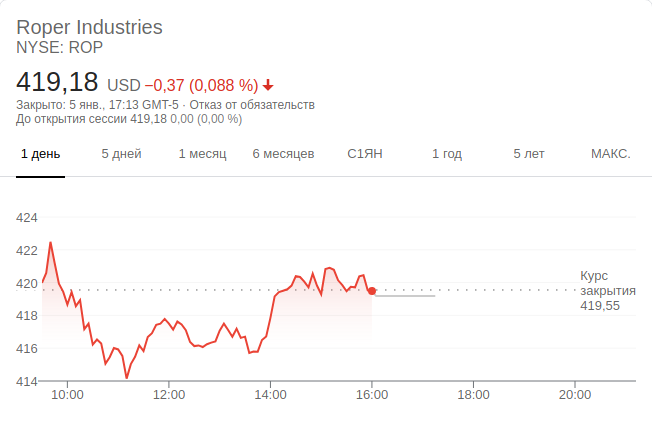 Roper Industries
NYSE: ROP
419,18 USD −0,37 (0,088 %)
Закрыто: 5 янв., 17:13 GMT-5 · Отказ от обязательств
До открытия сессии 419,18 0,00 (0,00 %)
1 день 5 дней 1 месяц 6 месяцев С1ЯН 1 год 5 лет МАКС.
424
422
420
418
416
414
Курс
закрытия
419,55
10:00 12:00 14:00 16:00 18:00 20:00